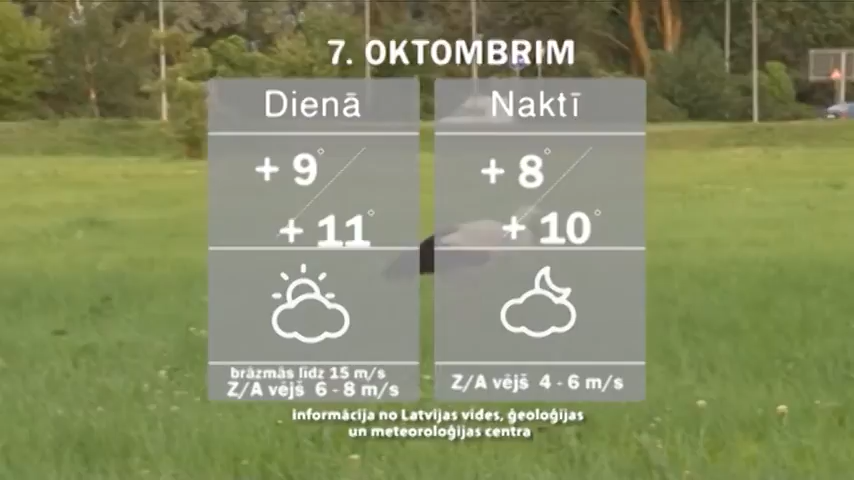 7. OKTOMBRIM
Dienā
Naktī
+ 9°
+ 11°
+ 8°
+ 10°
brāzmās līdz 15 m/s
Z/A vējš 6 - 8 m/s
Z/A vējš 4 - 6 m/s
Informācija no Latvijas vides, ģeoloģijas
un meteoroloģijas centra